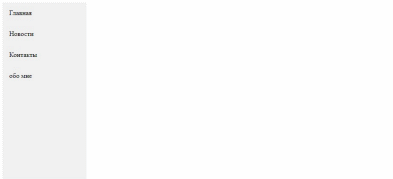 Главная
Новости
Контакты
обо мне